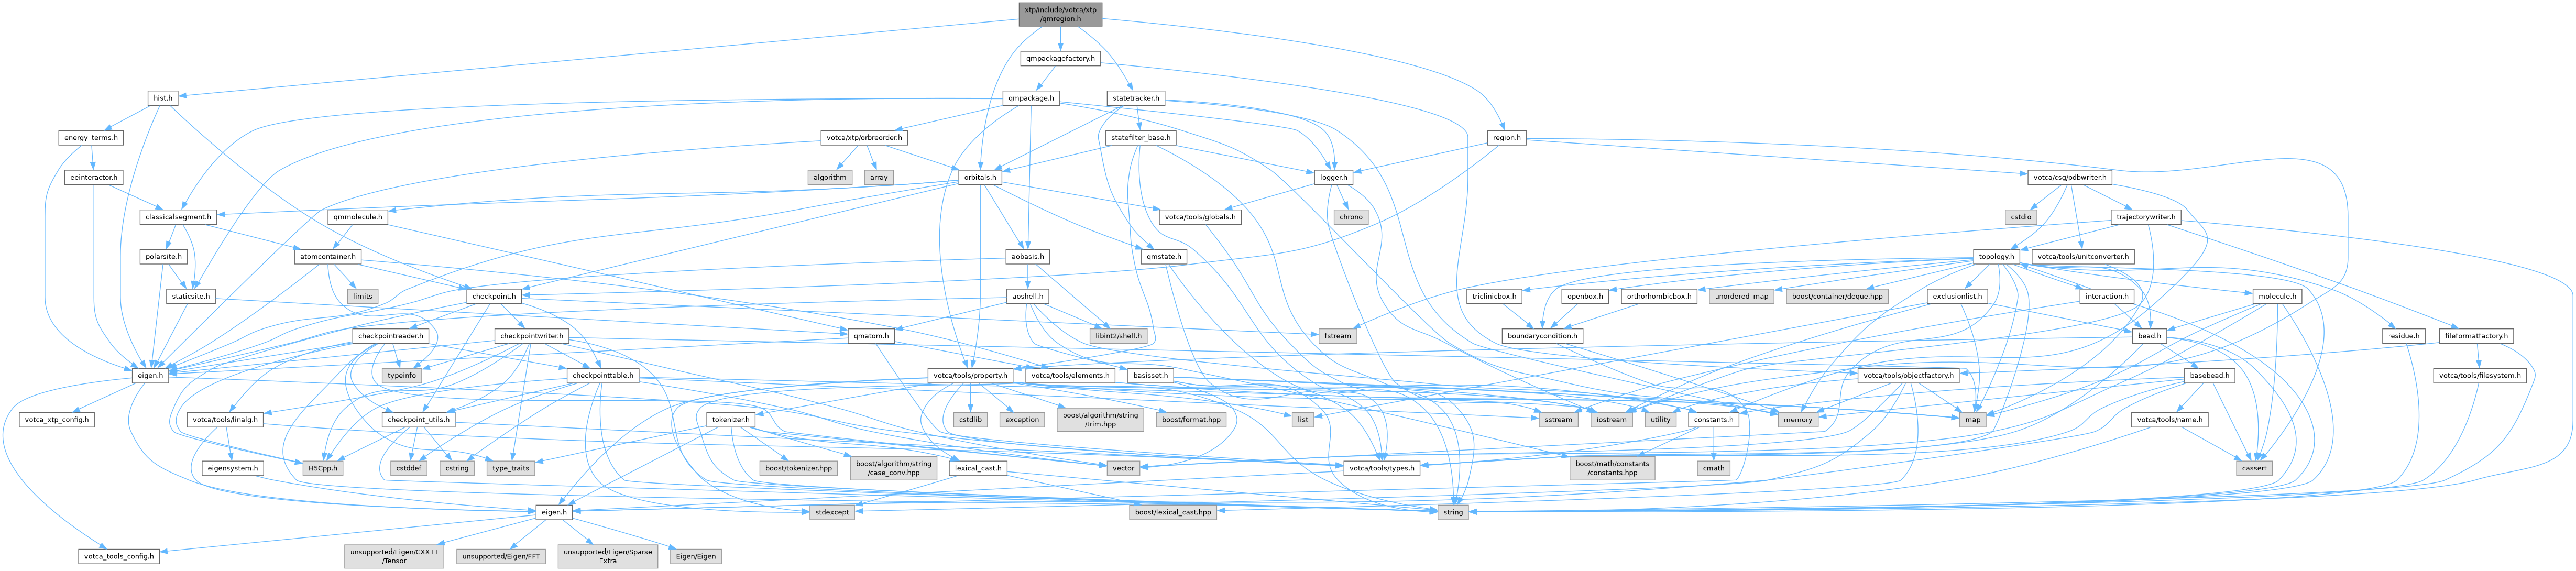 xtp/include/votca/xtp
/qmregion.h
qmpackagefactory.h
hist.h
qmpackage.h
statetracker.h
energy_terms.h
votca/xtp/orbreorder.h
statefilter_base.h
region.h
eeinteractor.h
algorithm
array
orbitals.h
logger.h
votca/csg/pdbwriter.h
classicalsegment.h
qmmolecule.h
votca/tools/globals.h
chrono
cstdio
trajectorywriter.h
polarsite.h
atomcontainer.h
aobasis.h
qmstate.h
topology.h
votca/tools/unitconverter.h
staticsite.h
limits
checkpoint.h
aoshell.h
triclinicbox.h
openbox.h
orthorhombicbox.h
unordered_map
boost/container/deque.hpp
exclusionlist.h
interaction.h
molecule.h
checkpointreader.h
checkpointwriter.h
qmatom.h
libint2/shell.h
fstream
boundarycondition.h
bead.h
residue.h
fileformatfactory.h
eigen.h
typeinfo
checkpointtable.h
votca/tools/property.h
votca/tools/elements.h
basisset.h
votca/tools/objectfactory.h
basebead.h
votca/tools/filesystem.h
votca_xtp_config.h
votca/tools/linalg.h
checkpoint_utils.h
tokenizer.h
cstdlib
exception
boost/algorithm/string
/trim.hpp
boost/format.hpp
list
sstream
iostream
utility
constants.h
memory
map
votca/tools/name.h
eigensystem.h
H5Cpp.h
cstddef
cstring
type_traits
boost/tokenizer.hpp
boost/algorithm/string
/case_conv.hpp
lexical_cast.h
vector
votca/tools/types.h
boost/math/constants
/constants.hpp
cmath
cassert
eigen.h
stdexcept
boost/lexical_cast.hpp
string
votca_tools_config.h
unsupported/Eigen/CXX11
/Tensor
unsupported/Eigen/FFT
unsupported/Eigen/Sparse
Extra
Eigen/Eigen